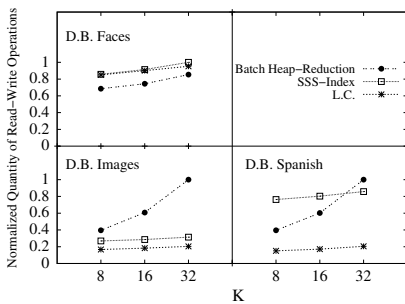 Normalized Quantity of Read-Write Operations
D.B. Faces
1
0.8
0.6
0.4
0.2
0
Batch Heap-Reduction
SSS-Index
L.C.
D.B. Images
1
0.8
0.6
0.4
0.2
0
8 16 32
D.B. Spanish
8 16 32
K